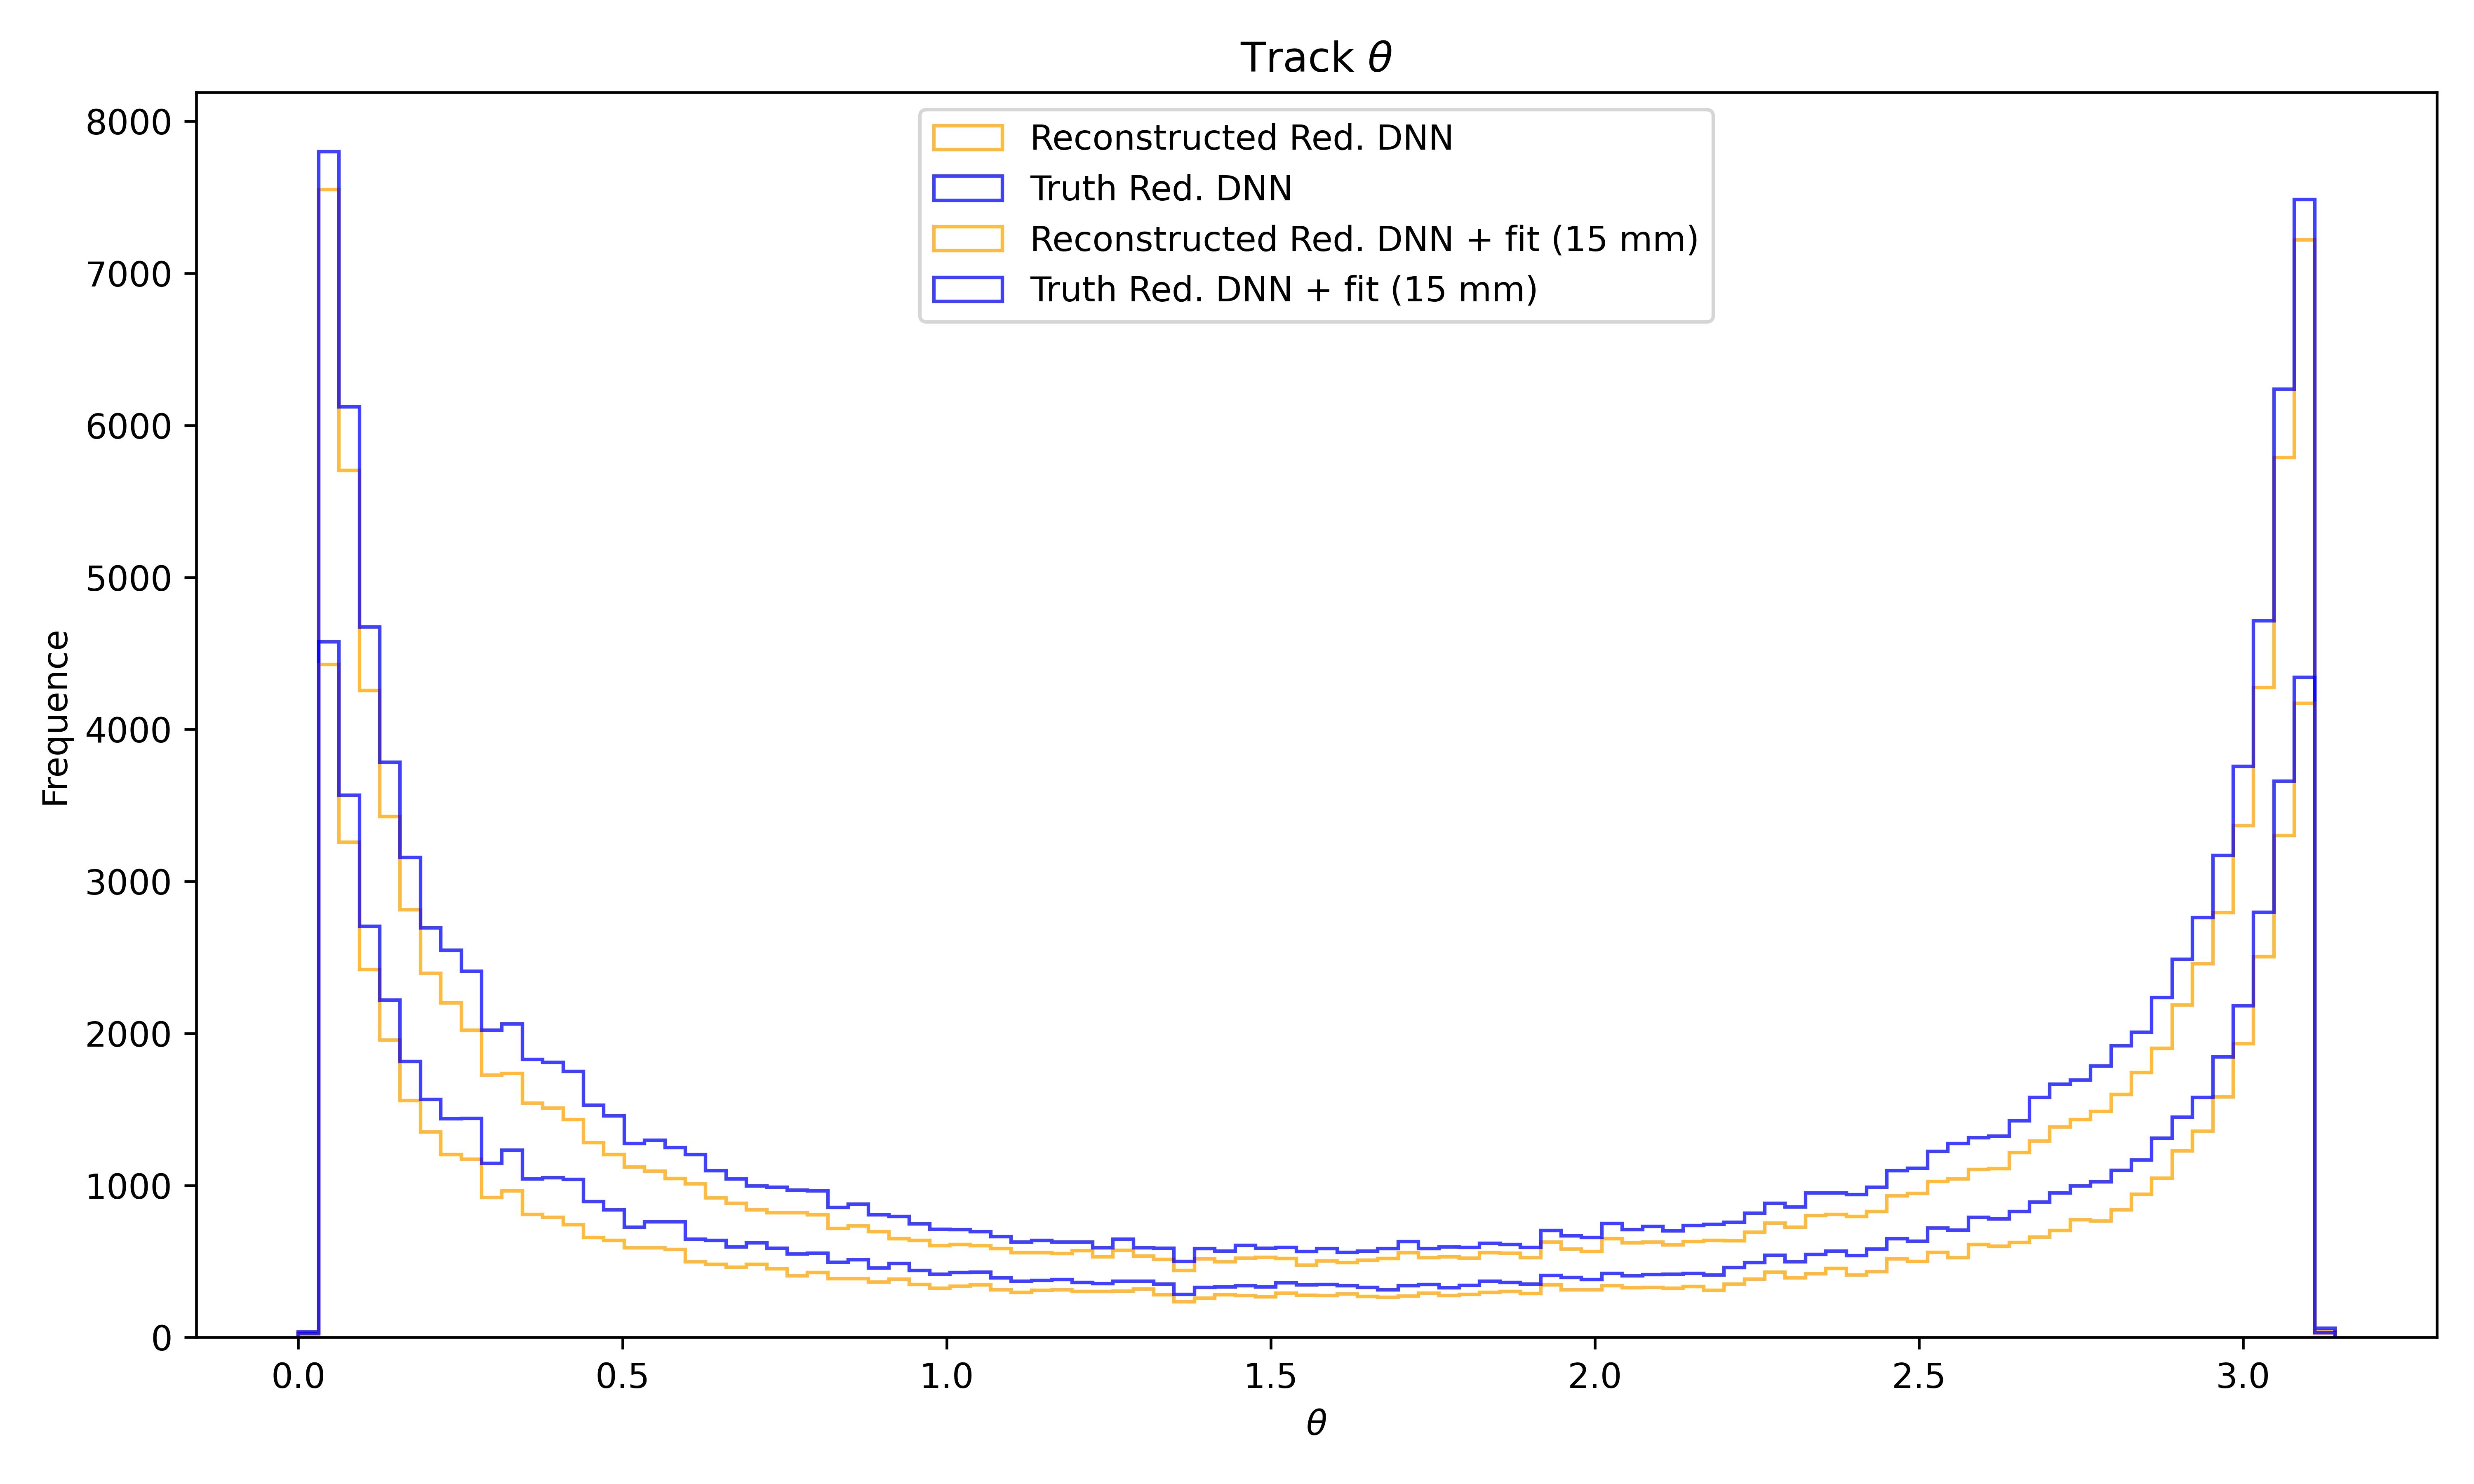 Track θ
Reconstructed Red. DNN
Truth Red. DNN
Reconstructed Red. DNN + fit (15 mm)
Truth Red. DNN + fit (15 mm)
Frequence
8000
7000
6000
5000
4000
3000
2000
1000
0
0.0 0.5 1.0 1.5 2.0 2.5 3.0
θ